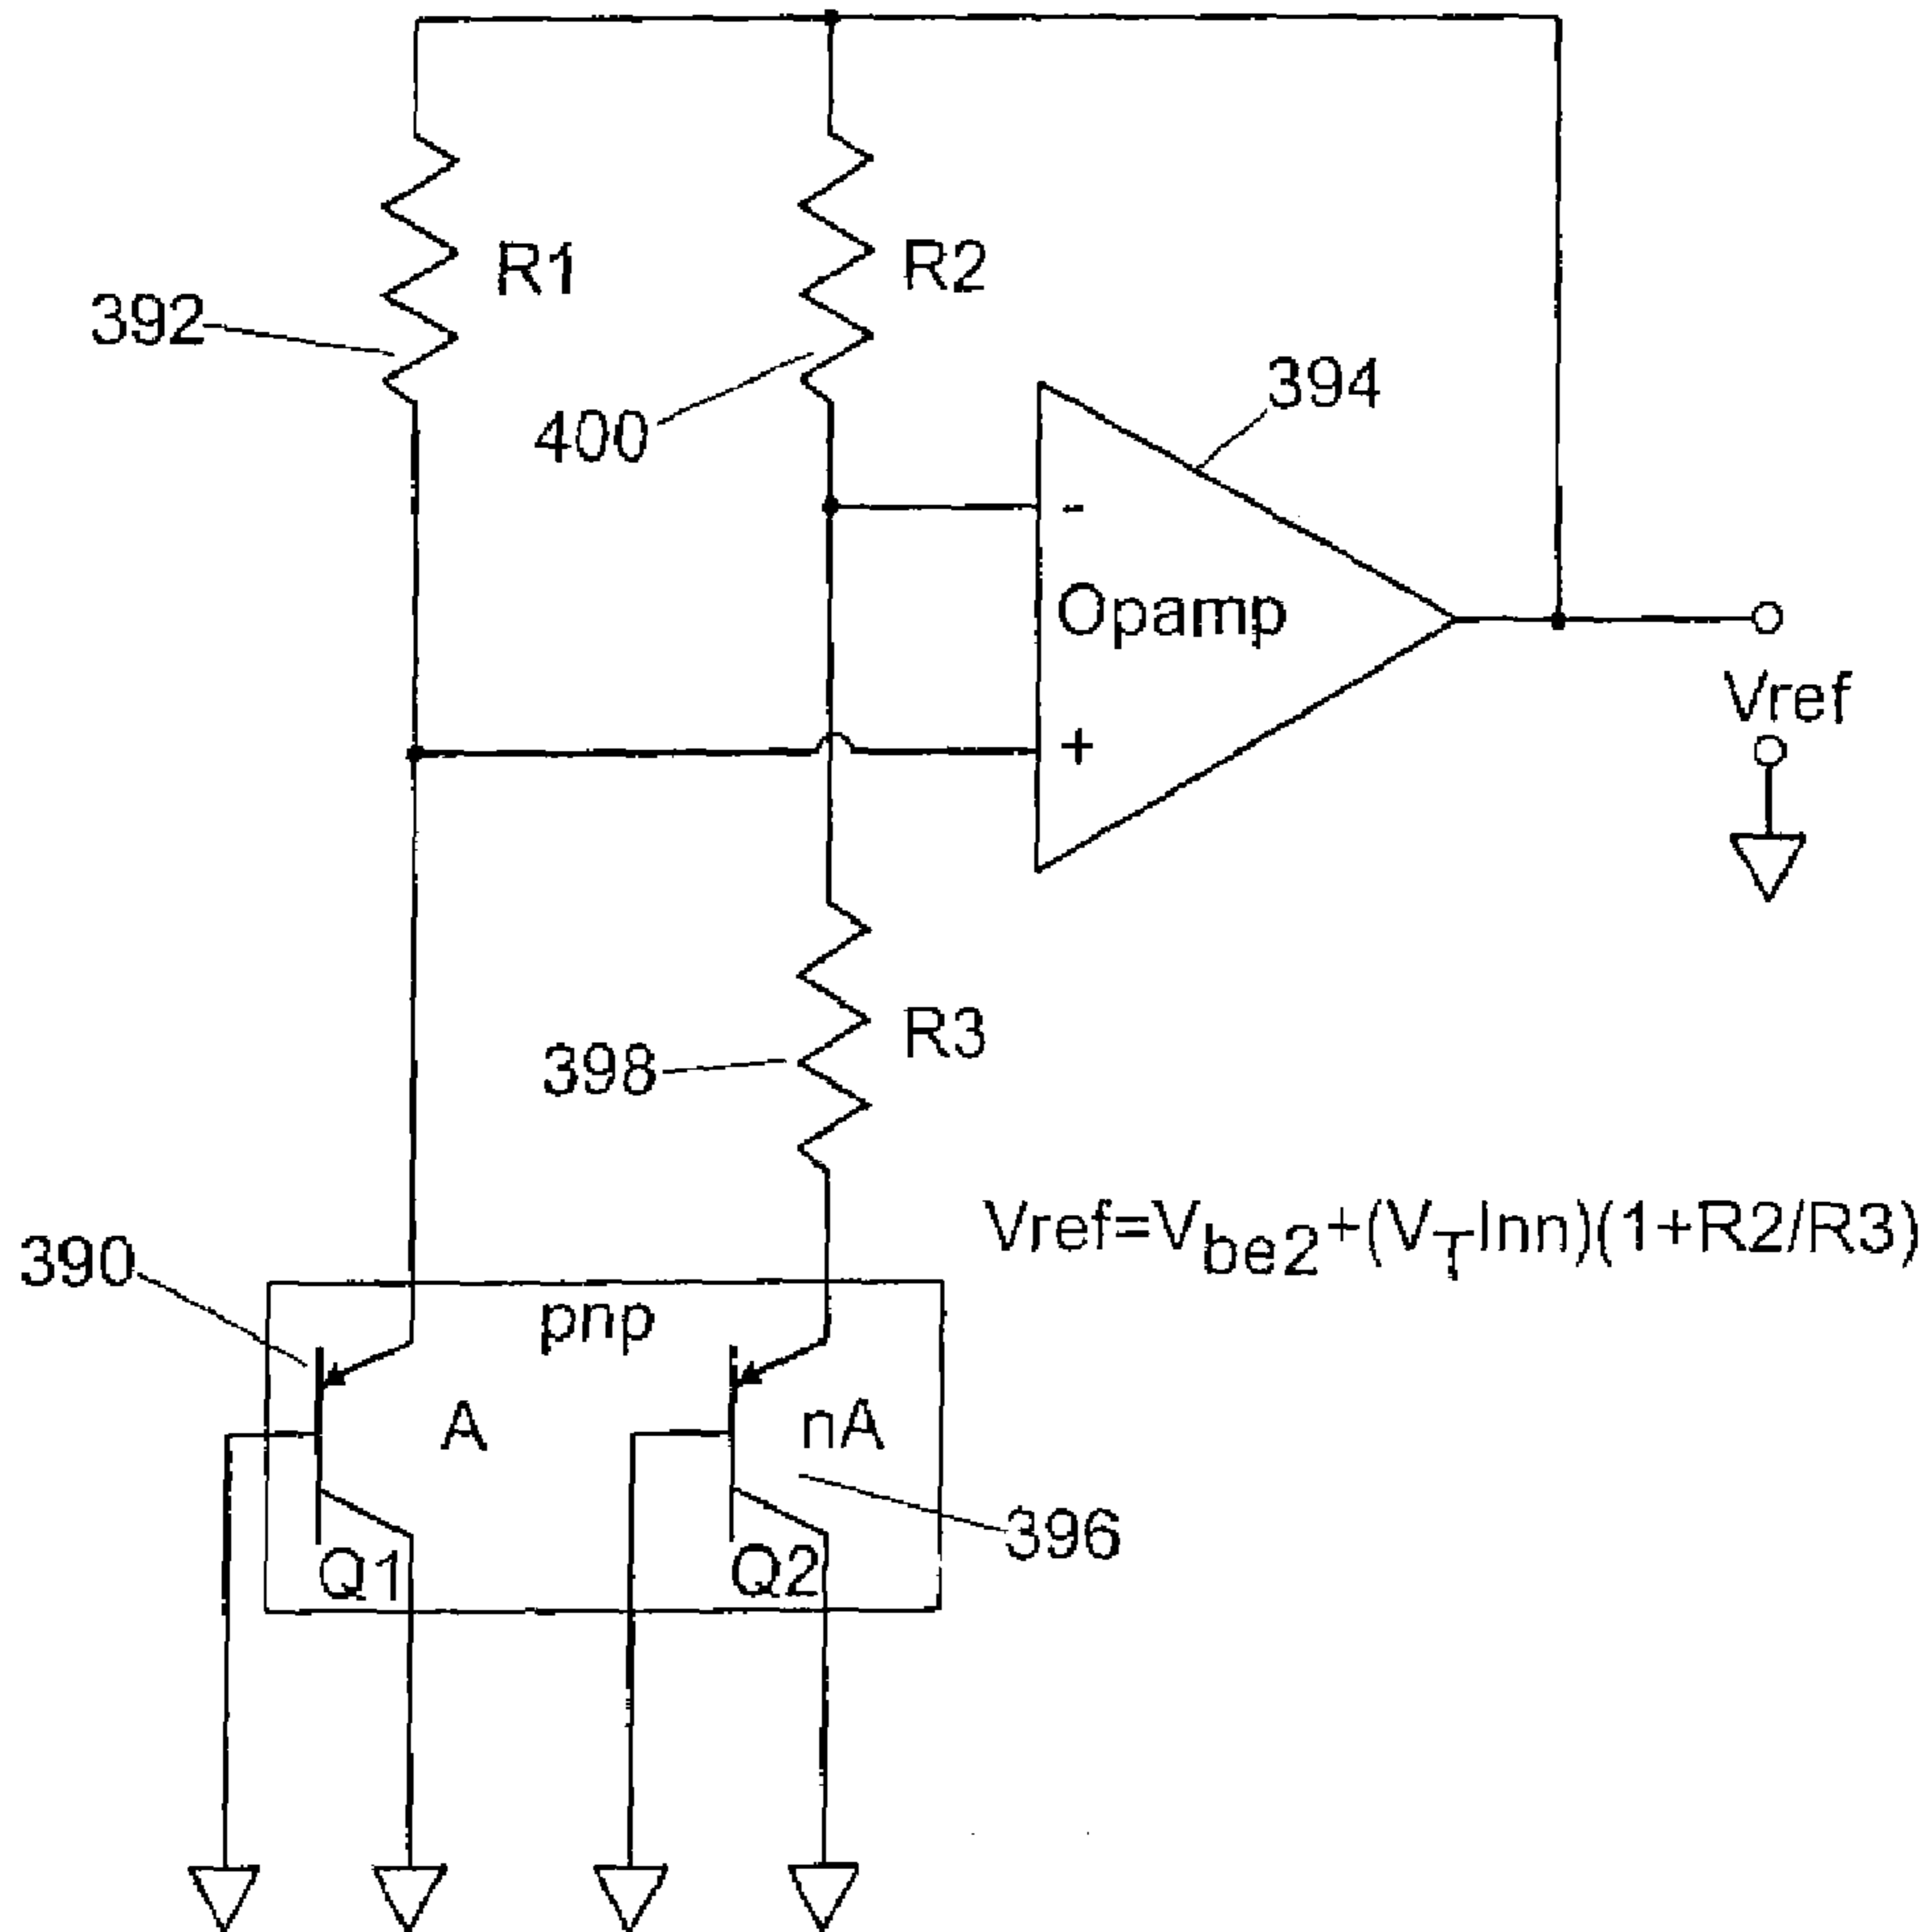 R1
R2
392
394
400
-
Opamp
+
Vref
R3
398
Vref=Vbe2+(VTlnn)(1+R2/R3)
390
pnp
A
nA
396
Q1
Q2